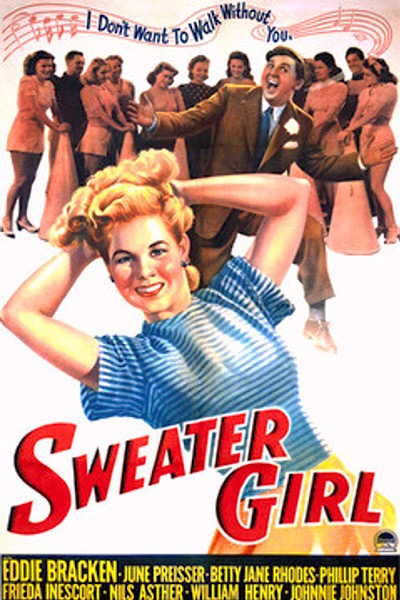 I DON'T WANT TO WALK WITHOUT YOU.
SWEATER
GIRL
EDDIE BRACKEN · JUNE PREISSER · BETTY JANE RHODES · PHILLIP TERRY
FRIEDA INESCORT · NILS ASTHER · WILLIAM HENRY · JOHNNIE JOHNSTON